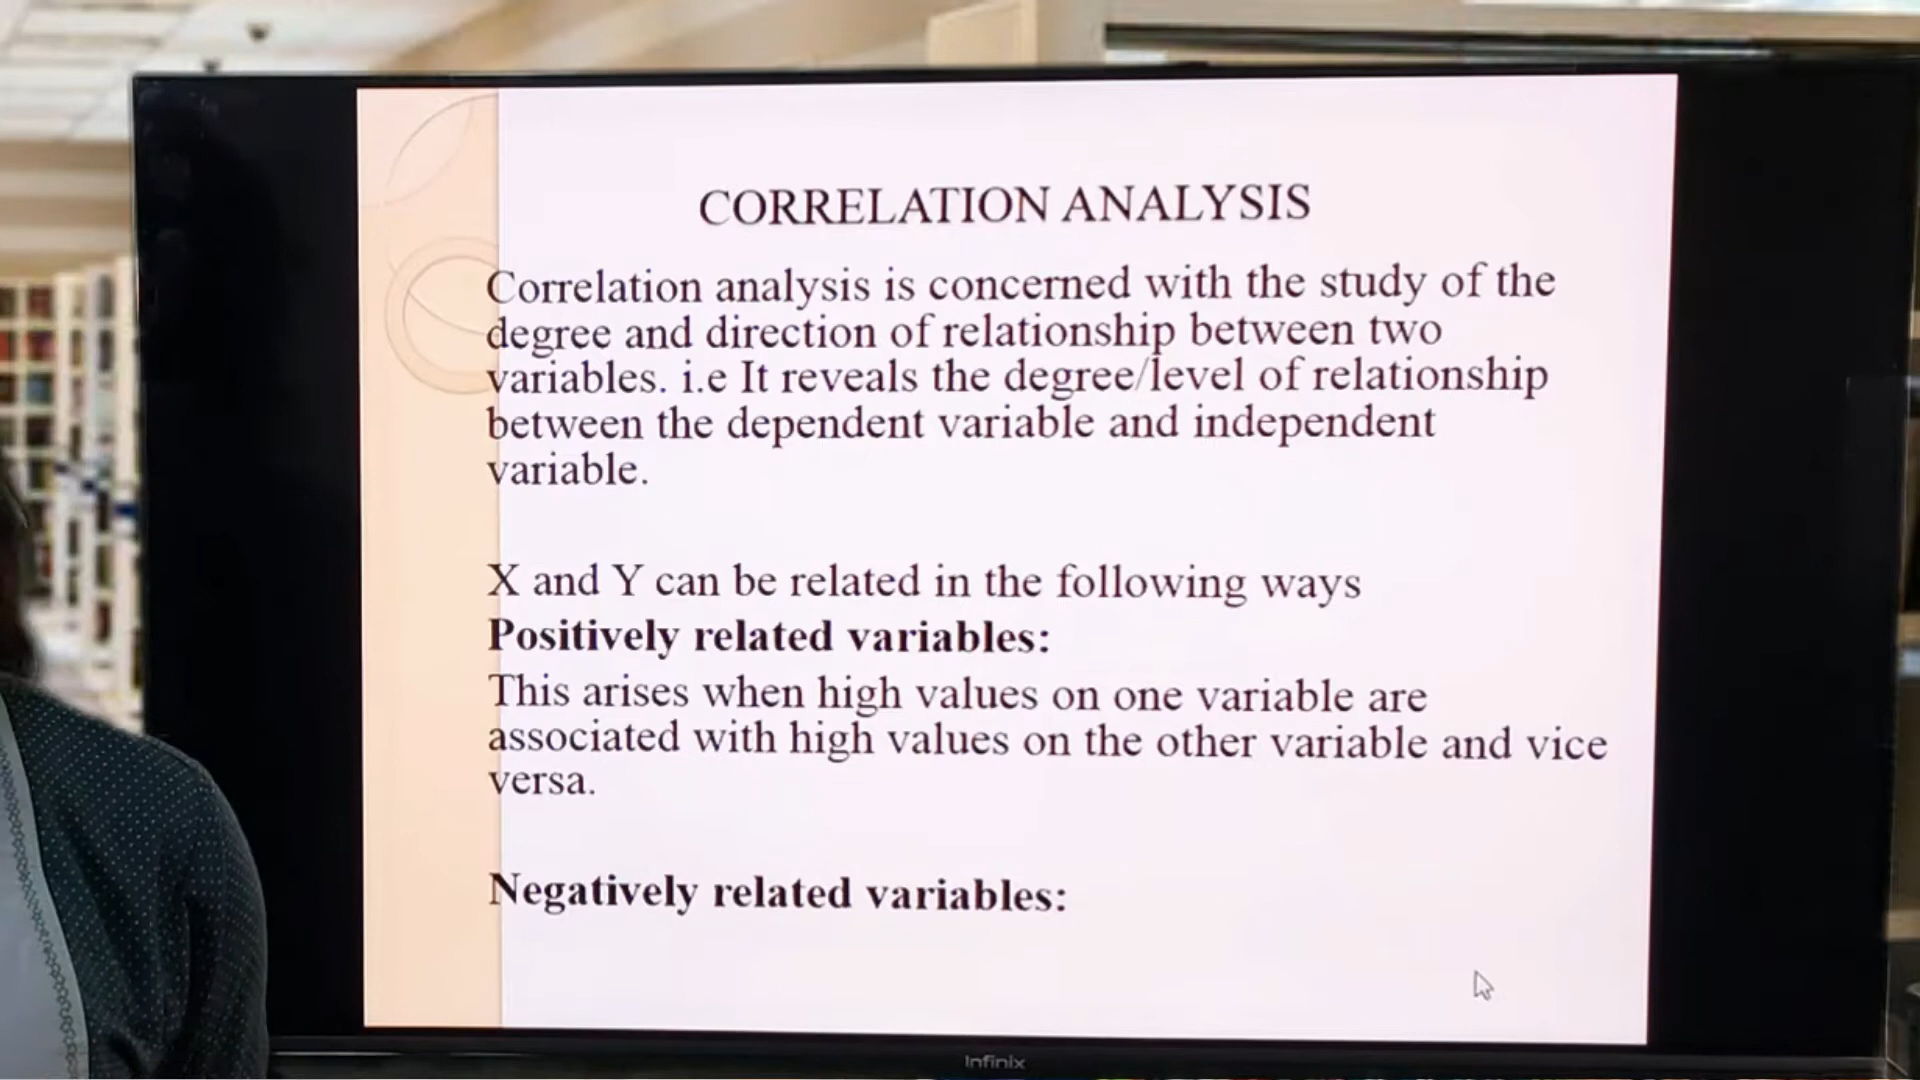 CORRELATION ANALYSIS
Correlation analysis is concerned with the study of the
degree and direction of relationship between two
variables. i.e It reveals the degree/level of relationship
between the dependent variable and independent
variable.
X and Y can be related in the following ways
Positively related variables:
This arises when high values on one variable are
associated with high values on the other variable and vice
versa.
Negatively related variables:
Infinix